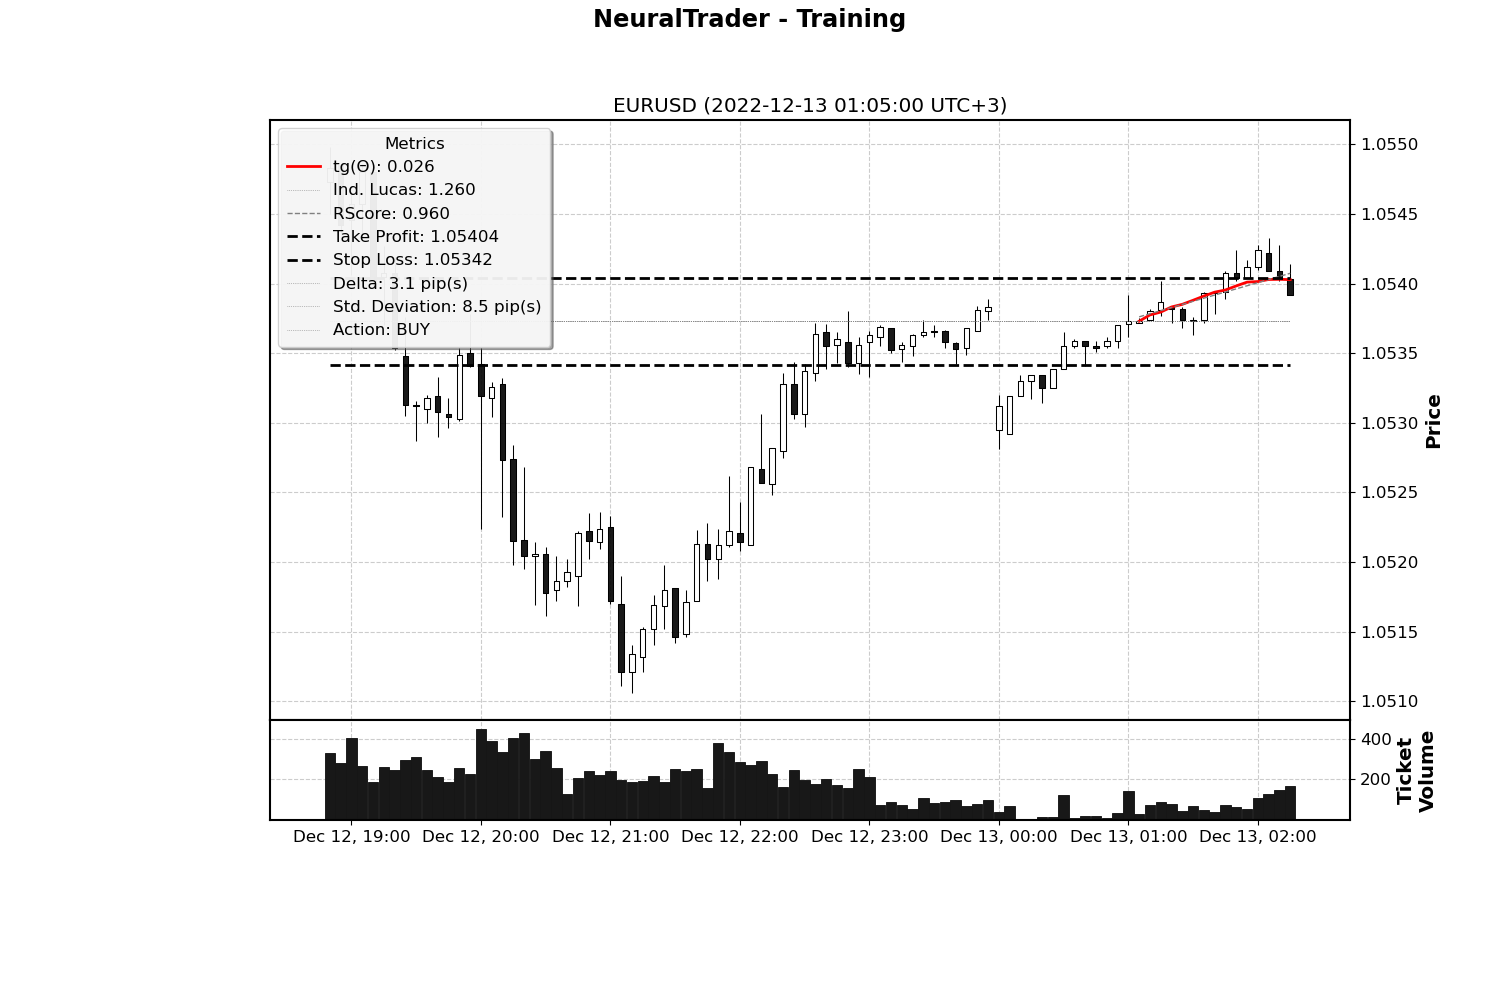 NeuralTrader - Training
EURUSD (2022-12-13 01:05:00 UTC+3)
Metrics
tg(Θ): 0.026
Ind. Lucas: 1.260
RScore: 0.960
Take Profit: 1.05404
Stop Loss: 1.05342
Delta: 3.1 pip(s)
Std. Deviation: 8.5 pip(s)
Action: BUY
1.0550
1.0545
1.0540
1.0535
1.0530
1.0525
1.0520
1.0515
1.0510
Price
400
200
Ticket
Volume
Dec 12, 19:00 Dec 12, 20:00 Dec 12, 21:00 Dec 12, 22:00 Dec 12, 23:00 Dec 13, 00:00 Dec 13, 01:00 Dec 13, 02:00